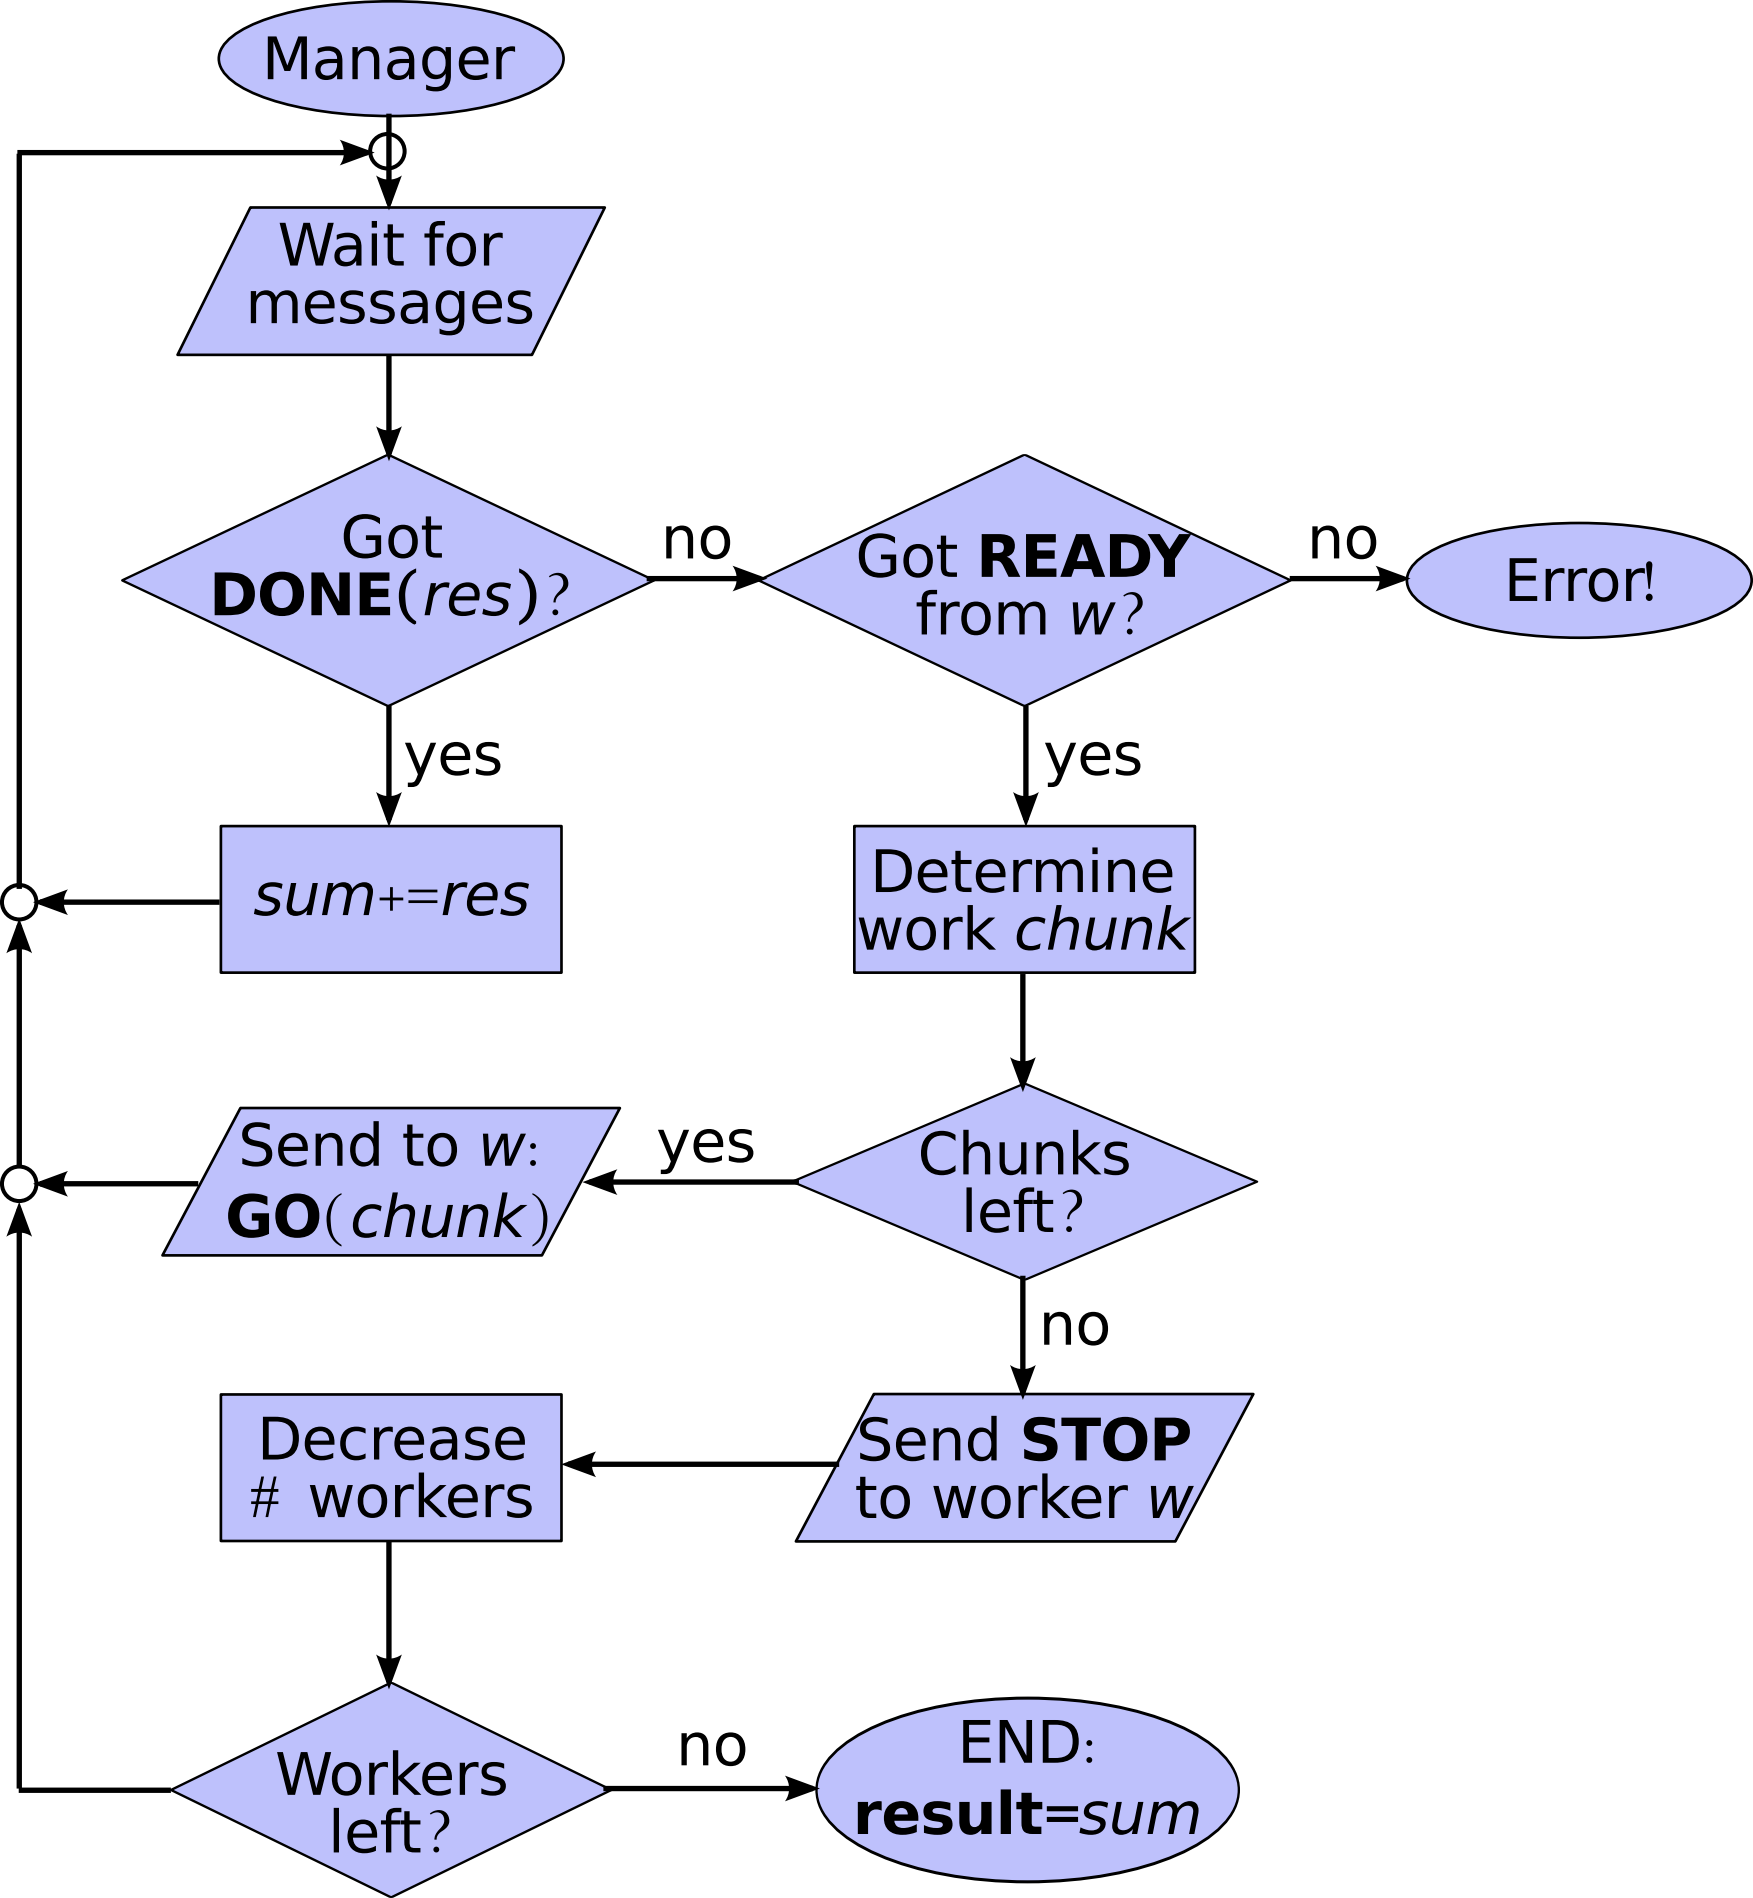 Manager
Wait for
messages
Got
DONE(res)?
no
Got READY
from w?
no
Error!
yes
yes
sum+=res
Determine
work chunk
Send to w:
GO(chunk)
yes
Chunks
left?
no
Decrease
# workers
Send STOP
to worker w
Workers
left?
no
END:
result=sum